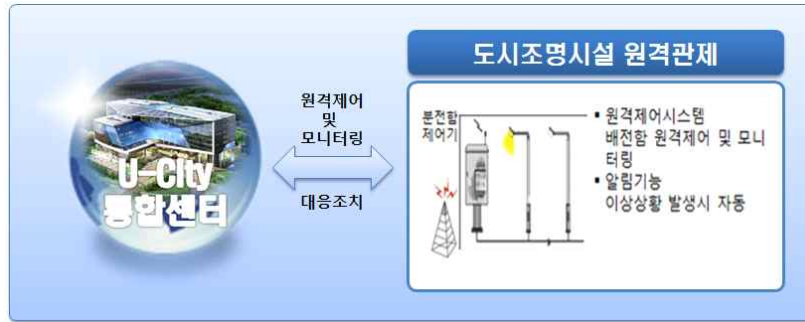 도시조명시설 원격관제
원격제어
및
모니터링
대응조치
U-City
통합센터
분전함
제어기
▪ 원격제어시스템
배전함 원격제어 및 모니
터링
▪ 알림기능
이상상황 발생시 자동